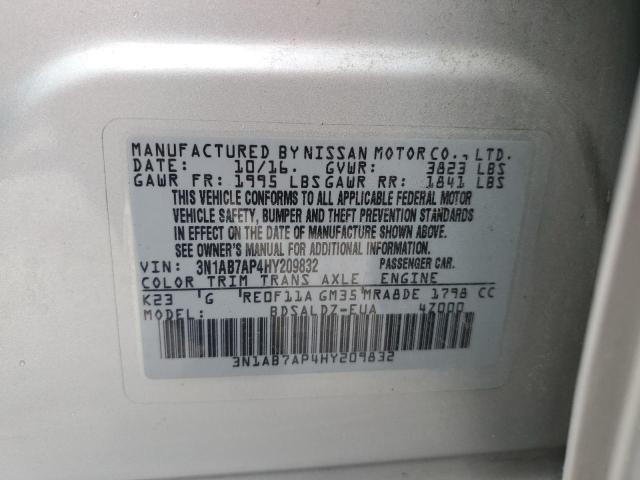 MANUFACTURED BY NISSAN MOTOR CO., LTD.
DATE: 10/16. GVWR: 3823 LBS
GAWR FR: 1995 LBS GAWR RR: 1841 LBS
THIS VEHICLE CONFORMS TO ALL APPLICABLE FEDERAL MOTOR
VEHICLE SAFETY, BUMPER AND THEFT PREVENTION STANDARDS
IN EFFECT ON THE DATE OF MANUFACTURE SHOWN ABOVE.
SEE OWNER'S MANUAL FOR ADDITIONAL INFORMATION.
VIN: 3N1AB7AP4HY209832 PASSENGER CAR.
COLOR TRIM TRANS AXLE ENGINE
K23 G RE0F11A GM35 MRA8DE 1798 CC
MODEL: BDSALDZ-EUA 4Z000
3N1AB7AP4HY209832